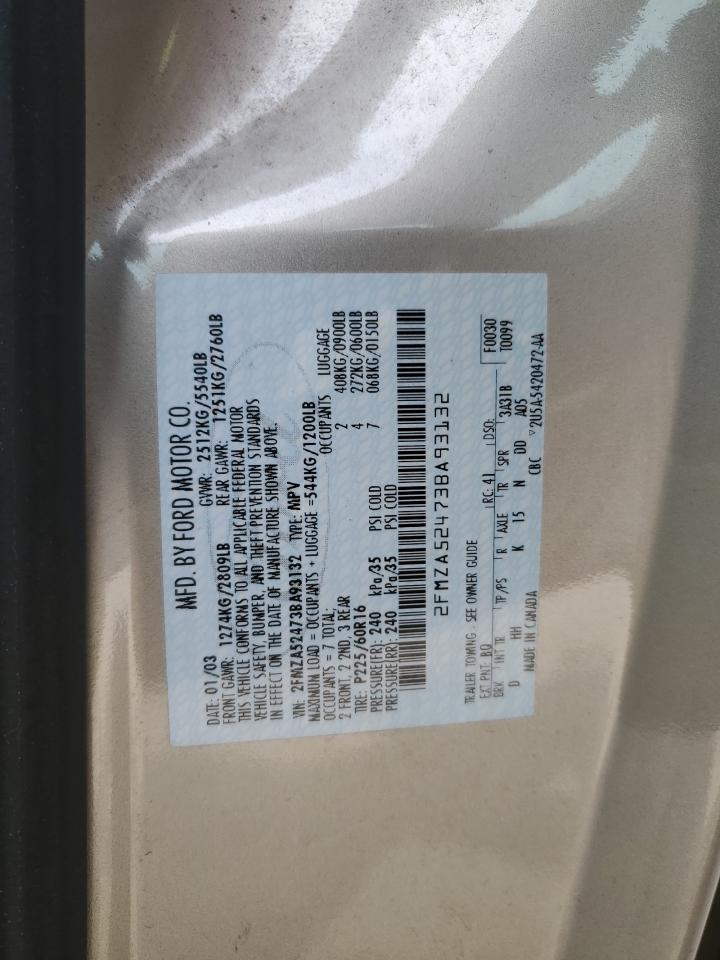 MFD. BY FORD MOTOR CO.
DATE: 01/03 GVWR: 2512KG/5540LB
FRONT GAWR: 1274KG/2809LB REAR GAWR: 1251KG/2760LB
THIS VEHICLE CONFORMS TO ALL APPLICABLE FEDERAL MOTOR
VEHICLE SAFETY, BUMPER, AND THEFT PREVENTION STANDARDS
IN EFFECT ON THE DATE OF MANUFACTURE SHOWN ABOVE.
VIN: 2FMZA52473BA93132 TYPE: MPV
MAXIMUM LOAD = OCCUPANTS + LUGGAGE =544KG/1200LB
OCCUPANTS = 7 TOTAL: OCCUPANTS LUGGAGE
2 FRONT, 2 2ND, 3 REAR 2 408KG/0900LB
TIRE: P225/60R16 4 272KG/0600LB
PRESSURE(FR): 240 kPa/35 PSI COLD 7 068KG/0150LB
PRESSURE(RR): 240 kPa/35 PSI COLD
2FMZA52473BA93132
TRAILER TOWING - SEE OWNER GUIDE
EXT PNT: BQ RC: 41 DSO: F0030
BRK INT TR TP/PS R AXLE TR SPR 3A31B T0099
D HH K 15 N DD A05
MADE IN CANADA CBC ▽2U5A-5420472-AA